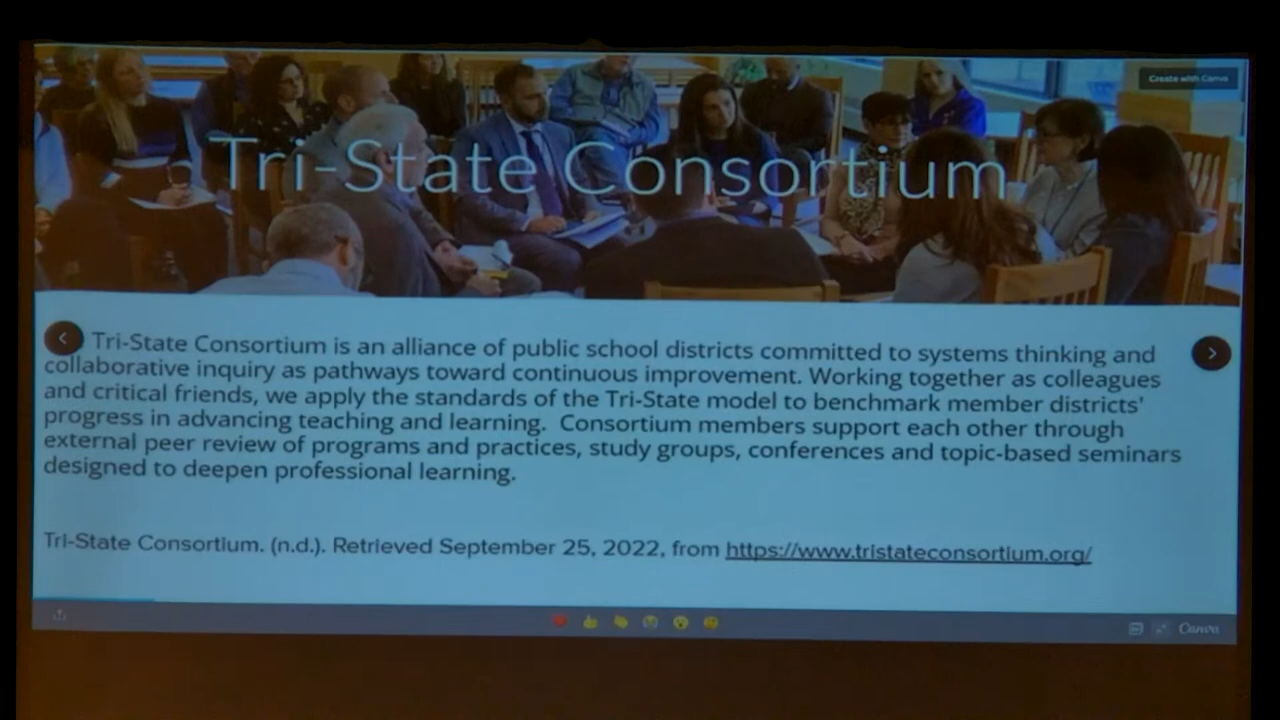 Create with Canva
Tri-State Consortium
Tri-State Consortium is an alliance of public school districts committed to systems thinking and
collaborative inquiry as pathways toward continuous improvement. Working together as colleagues
and critical friends, we apply the standards of the Tri-State model to benchmark member districts'
progress in advancing teaching and learning.  Consortium members support each other through
external peer review of programs and practices, study groups, conferences and topic-based seminars
designed to deepen professional learning.
Tri-State Consortium. (n.d.). Retrieved September 25, 2022, from https://www.tristateconsortium.org/
Canva